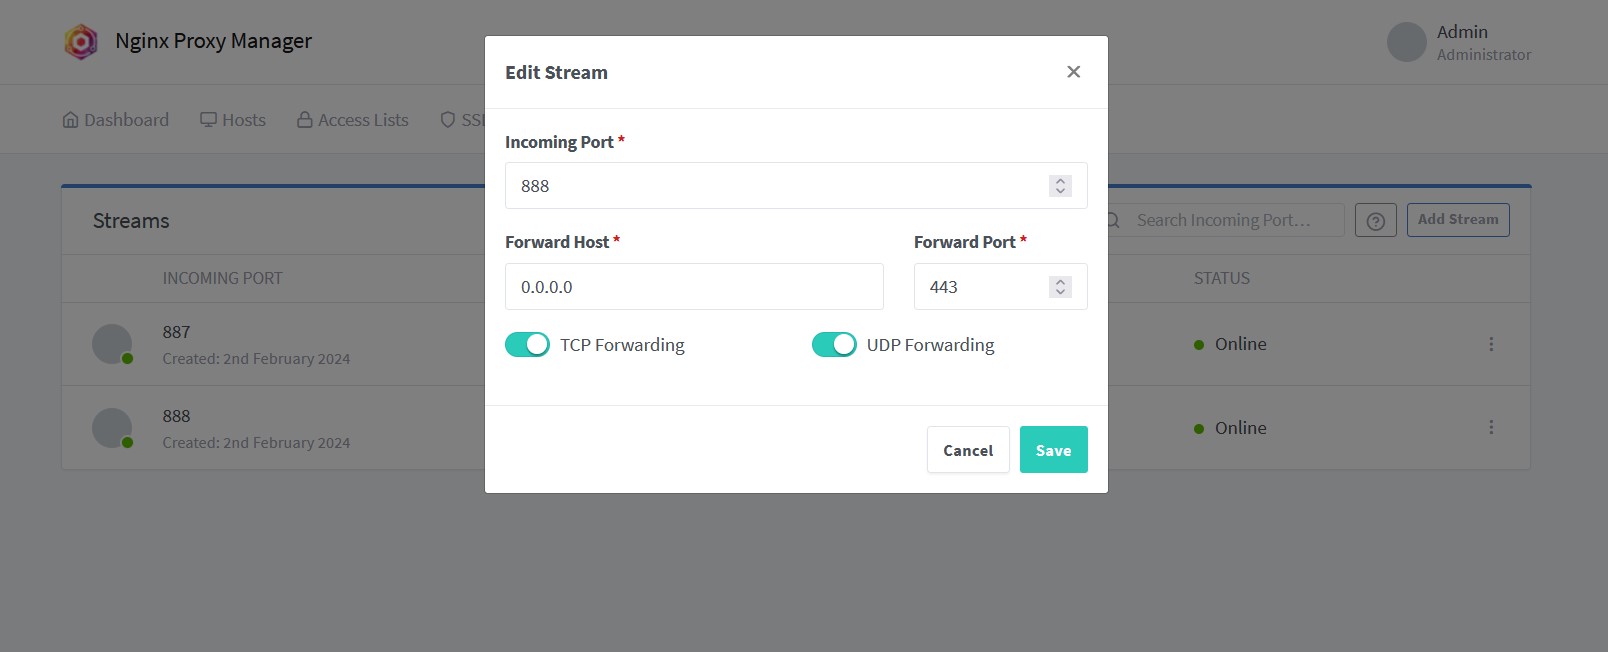 Nginx Proxy Manager
Admin
Administrator
Dashboard
Hosts
Access Lists
Streams
Search Incoming Port…
Add Stream
INCOMING PORT
STATUS
887
Created: 2nd February 2024
Online
888
Created: 2nd February 2024
Online
Edit Stream
Incoming Port *
888
Forward Host *
Forward Port *
0.0.0.0
443
TCP Forwarding
UDP Forwarding
Cancel
Save